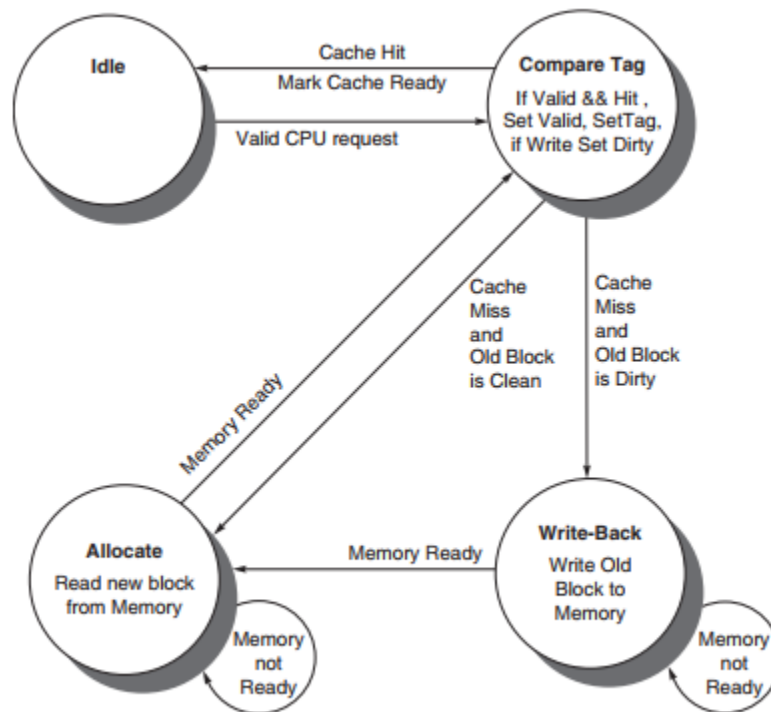 Idle
Cache Hit
Mark Cache Ready
Valid CPU request
Compare Tag
If Valid && Hit ,
Set Valid, SetTag,
if Write Set Dirty
Cache
Miss
and
Old Block
is Clean
Cache
Miss
and
Old Block
is Dirty
Memory Ready
Allocate
Read new block
from Memory
Memory
not
Ready
Memory Ready
Write-Back
Write Old
Block to
Memory
Memory
not
Ready